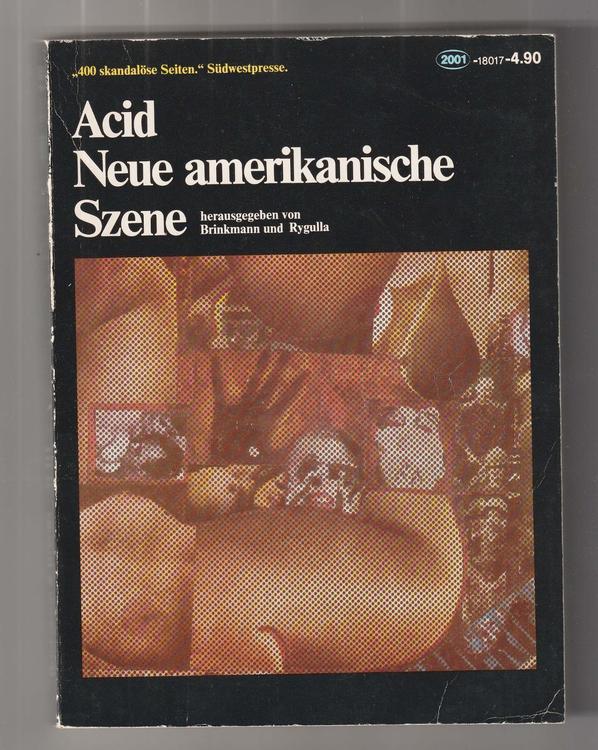 „400 skandalöse Seiten.“ Südwestpresse.
2001 -18017-4.90
Acid
Neue amerikanische
Szene
herausgegeben von
Brinkmann und Rygulla